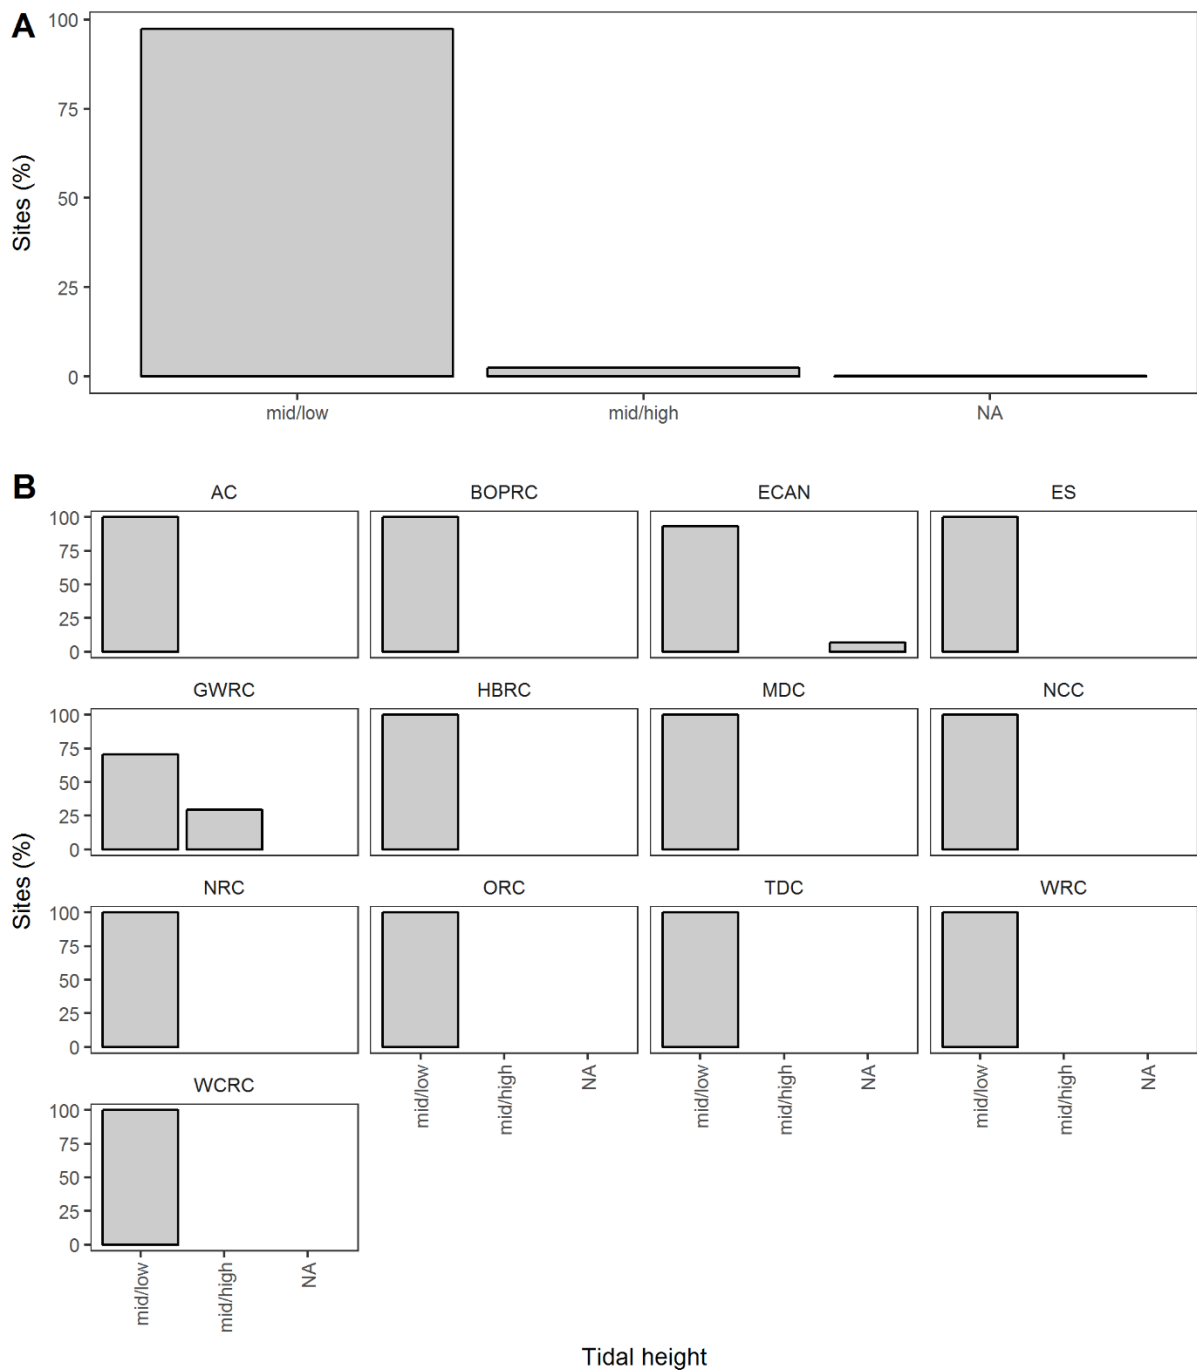 A
100
75
50
25
0
Sites (%)
mid/low mid/high NA
B
AC BOPRC ECAN ES
100
75
50
25
0
GWRC HBRC MDC NCC
100
75
50
25
0
Sites (%)
NRC ORC TDC WRC
100
75
50
25
0
mid/low mid/high NA mid/low mid/high NA mid/low mid/high NA
WCRC
100
75
50
25
0
mid/low mid/high NA
Tidal height